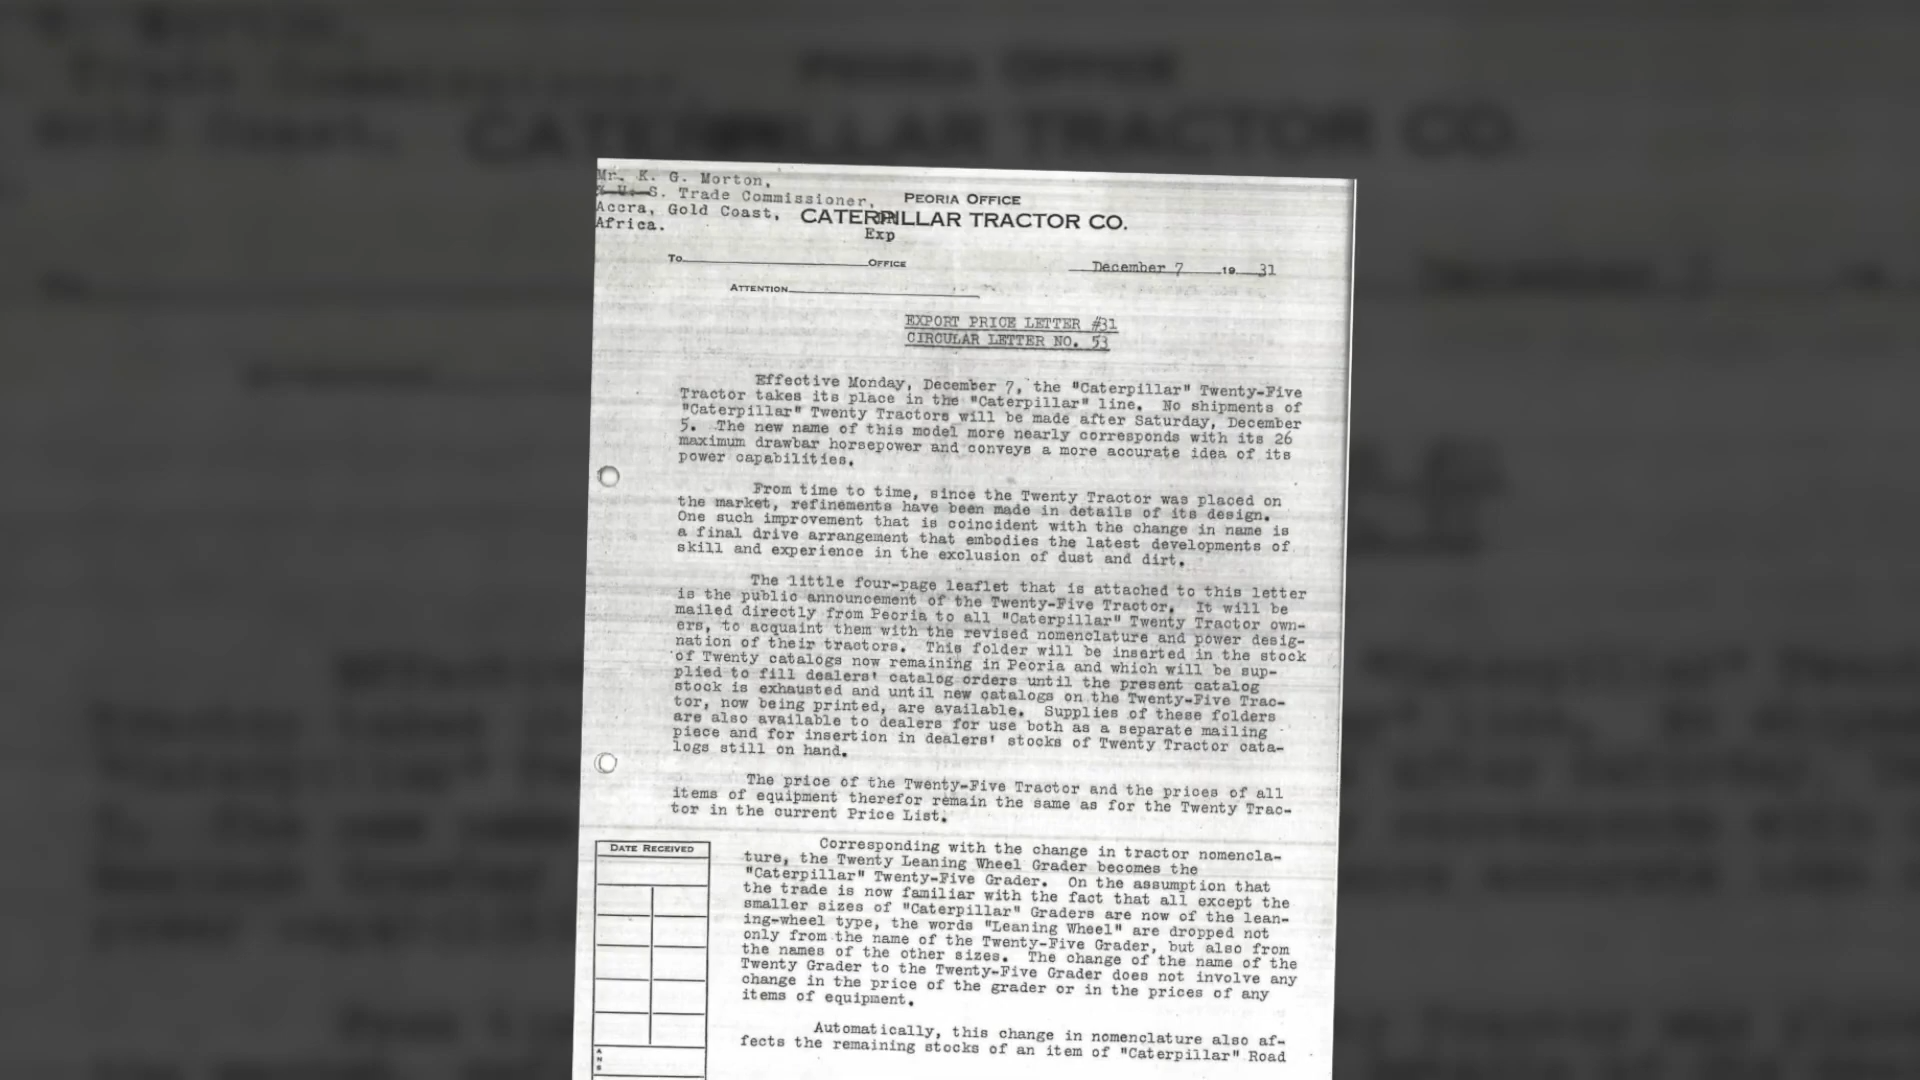 Mr. K. G. Morton,
% U. S. Trade Commissioner,
Accra, Gold Coast,
Africa.
PEORIA OFFICE
CATERPILLAR TRACTOR CO.
Exp
TO OFFICE
December 7 19 31
ATTENTION
EXPORT PRICE LETTER #31
CIRCULAR LETTER NO. 53
Effective Monday, December 7, the "Caterpillar" Twenty-Five
Tractor takes its place in the "Caterpillar" line. No shipments of
"Caterpillar" Twenty Tractors will be made after Saturday, December
5. The new name of this model more nearly corresponds with its 26
maximum drawbar horsepower and conveys a more accurate idea of its
power capabilities.
From time to time, since the Twenty Tractor was placed on
the market, refinements have been made in details of its design.
One such improvement that is coincident with the change in name is
a final drive arrangement that embodies the latest developments of
skill and experience in the exclusion of dust and dirt.
The little four-page leaflet that is attached to this letter
is the public announcement of the Twenty-Five Tractor. It will be
mailed directly from Peoria to all "Caterpillar" Twenty Tractor own-
ers, to acquaint them with the revised nomenclature and power desig-
nation of their tractors. This folder will be inserted in the stock
of Twenty catalogs now remaining in Peoria and which will be sup-
plied to fill dealers' catalog orders until the present catalog
stock is exhausted and until new catalogs on the Twenty-Five Trac-
tor, now being printed, are available. Supplies of these folders
are also available to dealers for use both as a separate mailing
piece and for insertion in dealers' stocks of Twenty Tractor cata-
logs still on hand.
The price of the Twenty-Five Tractor and the prices of all
items of equipment therefor remain the same as for the Twenty Trac-
tor in the current Price List.
DATE RECEIVED
Corresponding with the change in tractor nomencla-
ture, the Twenty Leaning Wheel Grader becomes the
"Caterpillar" Twenty-Five Grader. On the assumption that
the trade is now familiar with the fact that all except the
smaller sizes of "Caterpillar" Graders are now of the lean-
ing-wheel type, the words "Leaning Wheel" are dropped not
only from the name of the Twenty-Five Grader, but also from
the names of the other sizes. The change of the name of the
Twenty Grader to the Twenty-Five Grader does not involve any
change in the price of the grader or in the prices of any
items of equipment.
Automatically, this change in nomenclature also af-
fects the remaining stocks of an item of "Caterpillar" Road
A
N
S